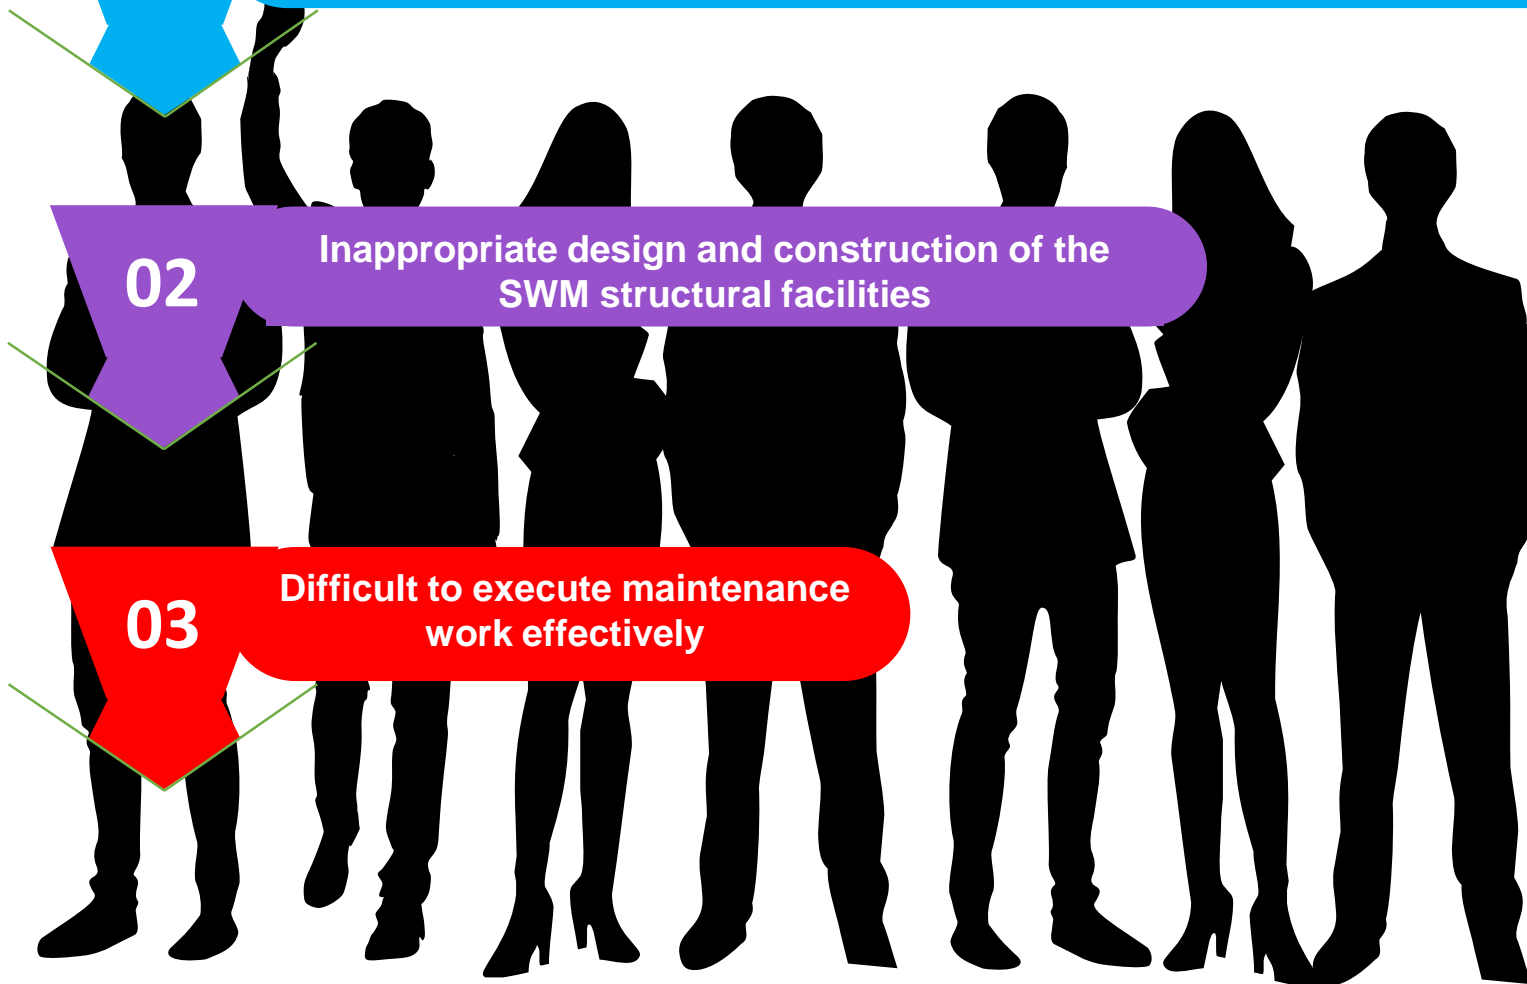 02
Inappropriate design and construction of the
SWM structural facilities
03
Difficult to execute maintenance
work effectively